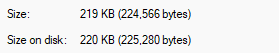 Size: 219 KB (224,566 bytes)
Size on disk: 220 KB (225,280 bytes)